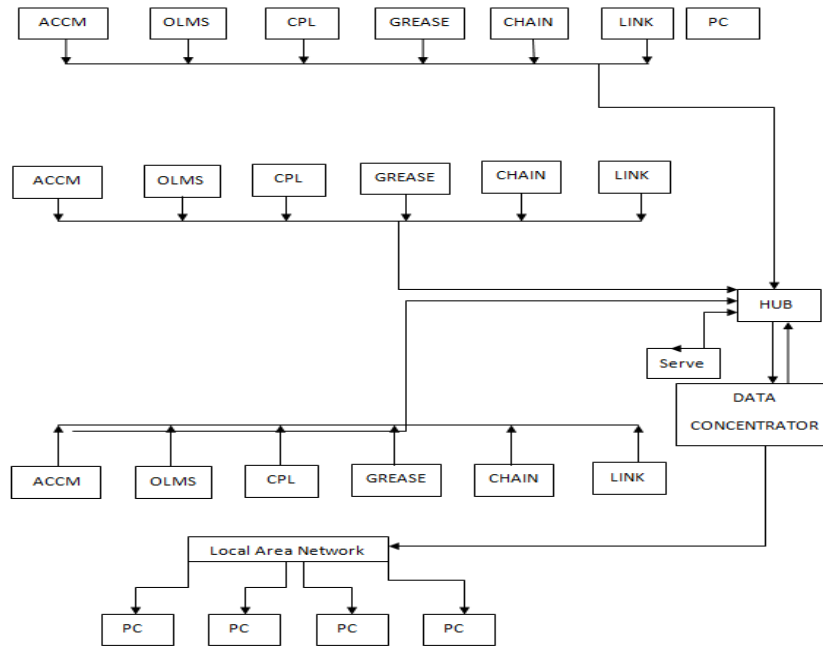 ACCM OLMS CPL GREASE CHAIN LINK PC
ACCM OLMS CPL GREASE CHAIN LINK
HUB
Serve
DATA
CONCENTRATOR
ACCM OLMS CPL GREASE CHAIN LINK
Local Area Network
PC PC PC PC